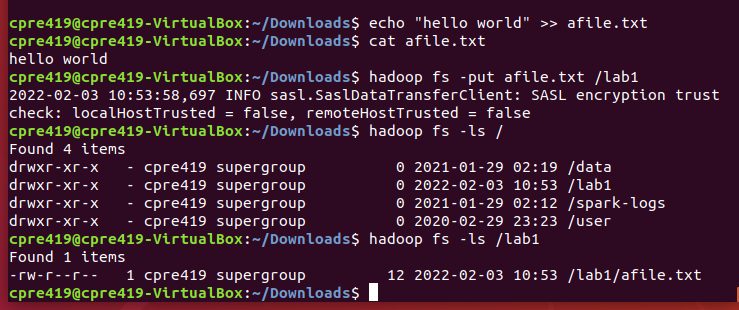 cpre419@cpre419-VirtualBox:~/Downloads$ echo "hello world" >> afile.txt
cpre419@cpre419-VirtualBox:~/Downloads$ cat afile.txt
hello world
cpre419@cpre419-VirtualBox:~/Downloads$ hadoop fs -put afile.txt /lab1
2022-02-03 10:53:58,697 INFO sasl.SaslDataTransferClient: SASL encryption trust
check: localHostTrusted = false, remoteHostTrusted = false
cpre419@cpre419-VirtualBox:~/Downloads$ hadoop fs -ls /
Found 4 items
drwxr-xr-x   - cpre419 supergroup          0 2021-01-29 02:19 /data
drwxr-xr-x   - cpre419 supergroup          0 2022-02-03 10:53 /lab1
drwxr-xr-x   - cpre419 supergroup          0 2021-01-29 02:12 /spark-logs
drwxr-xr-x   - cpre419 supergroup          0 2020-02-29 23:23 /user
cpre419@cpre419-VirtualBox:~/Downloads$ hadoop fs -ls /lab1
Found 1 items
-rw-r--r--   1 cpre419 supergroup         12 2022-02-03 10:53 /lab1/afile.txt
cpre419@cpre419-VirtualBox:~/Downloads$